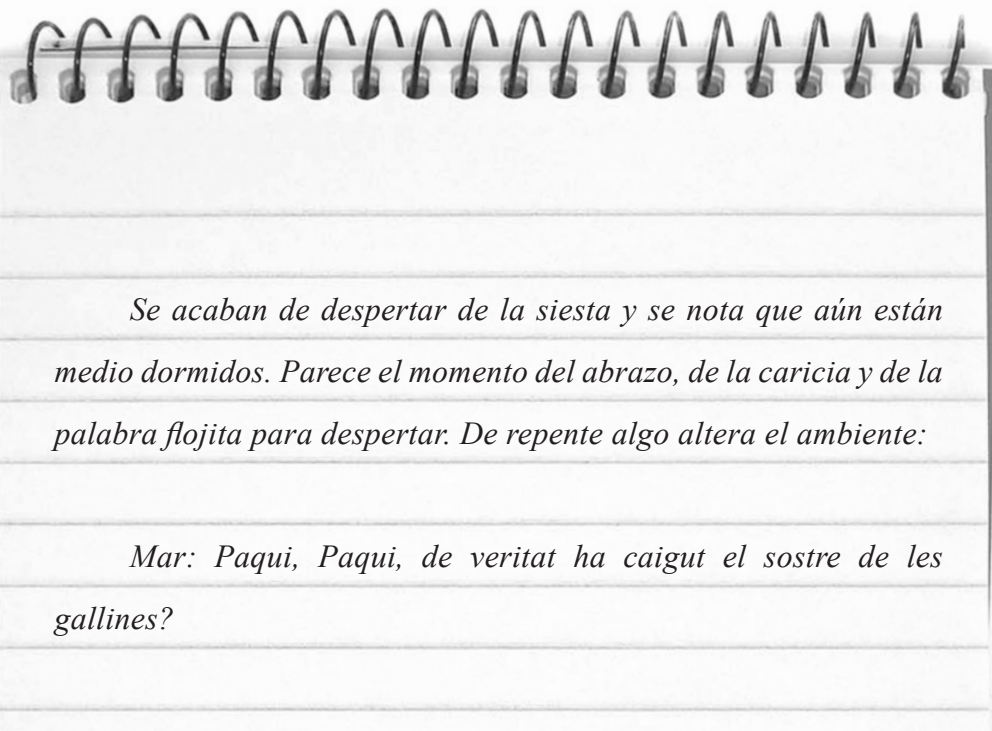 Se acaban de despertar de la siesta y se nota que aún están
medio dormidos. Parece el momento del abrazo, de la caricia y de la
palabra flojita para despertar. De repente algo altera el ambiente:
Mar: Paqui, Paqui, de veritat ha caigut el sostre de les
gallines?